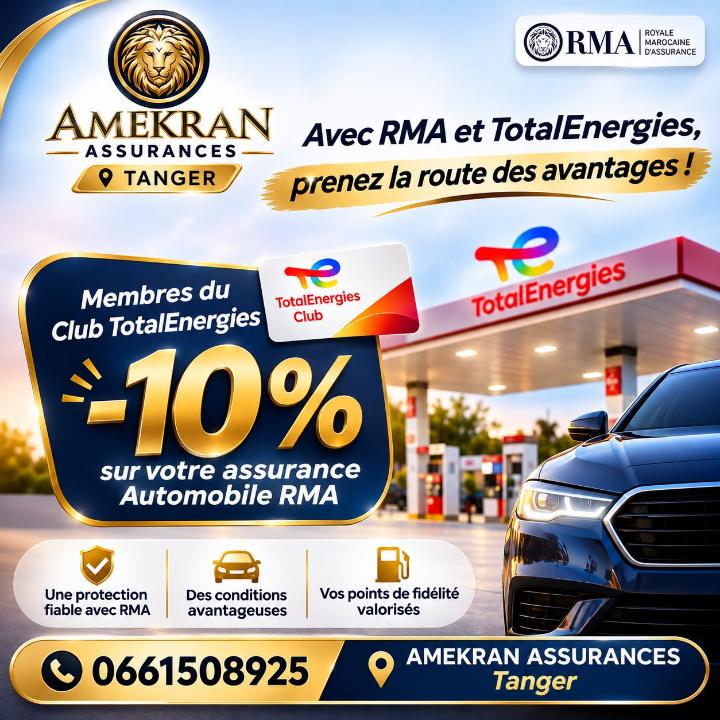 AMEKRAN
ASSURANCES
TANGER
RMA
ROYALE
MAROCAINE
D'ASSURANCE
Avec RMA et TotalEnergies,
prenez la route des avantages !
Membres du
Club TotalEnergies
TotalEnergies
Club
-10%
sur votre assurance
Automobile RMA
TotalEnergies
Une protection
fiable avec RMA
Des conditions
avantageuses
Vos points de fidélité
valorisés
0661508925
AMEKRAN ASSURANCES
Tanger